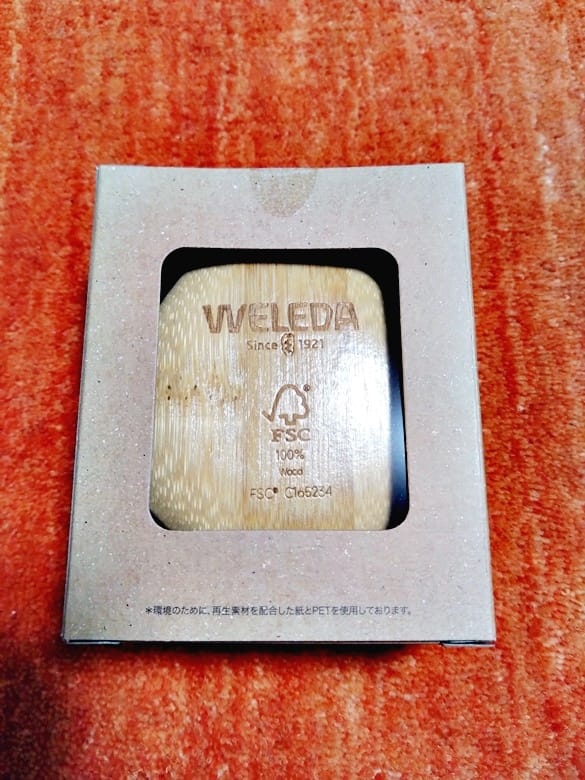 WELEDA
Since 1921
FSC®
100%
Wood
FSC® C165234
*環境のために、再生素材を配合した紙とPETを使用しております。